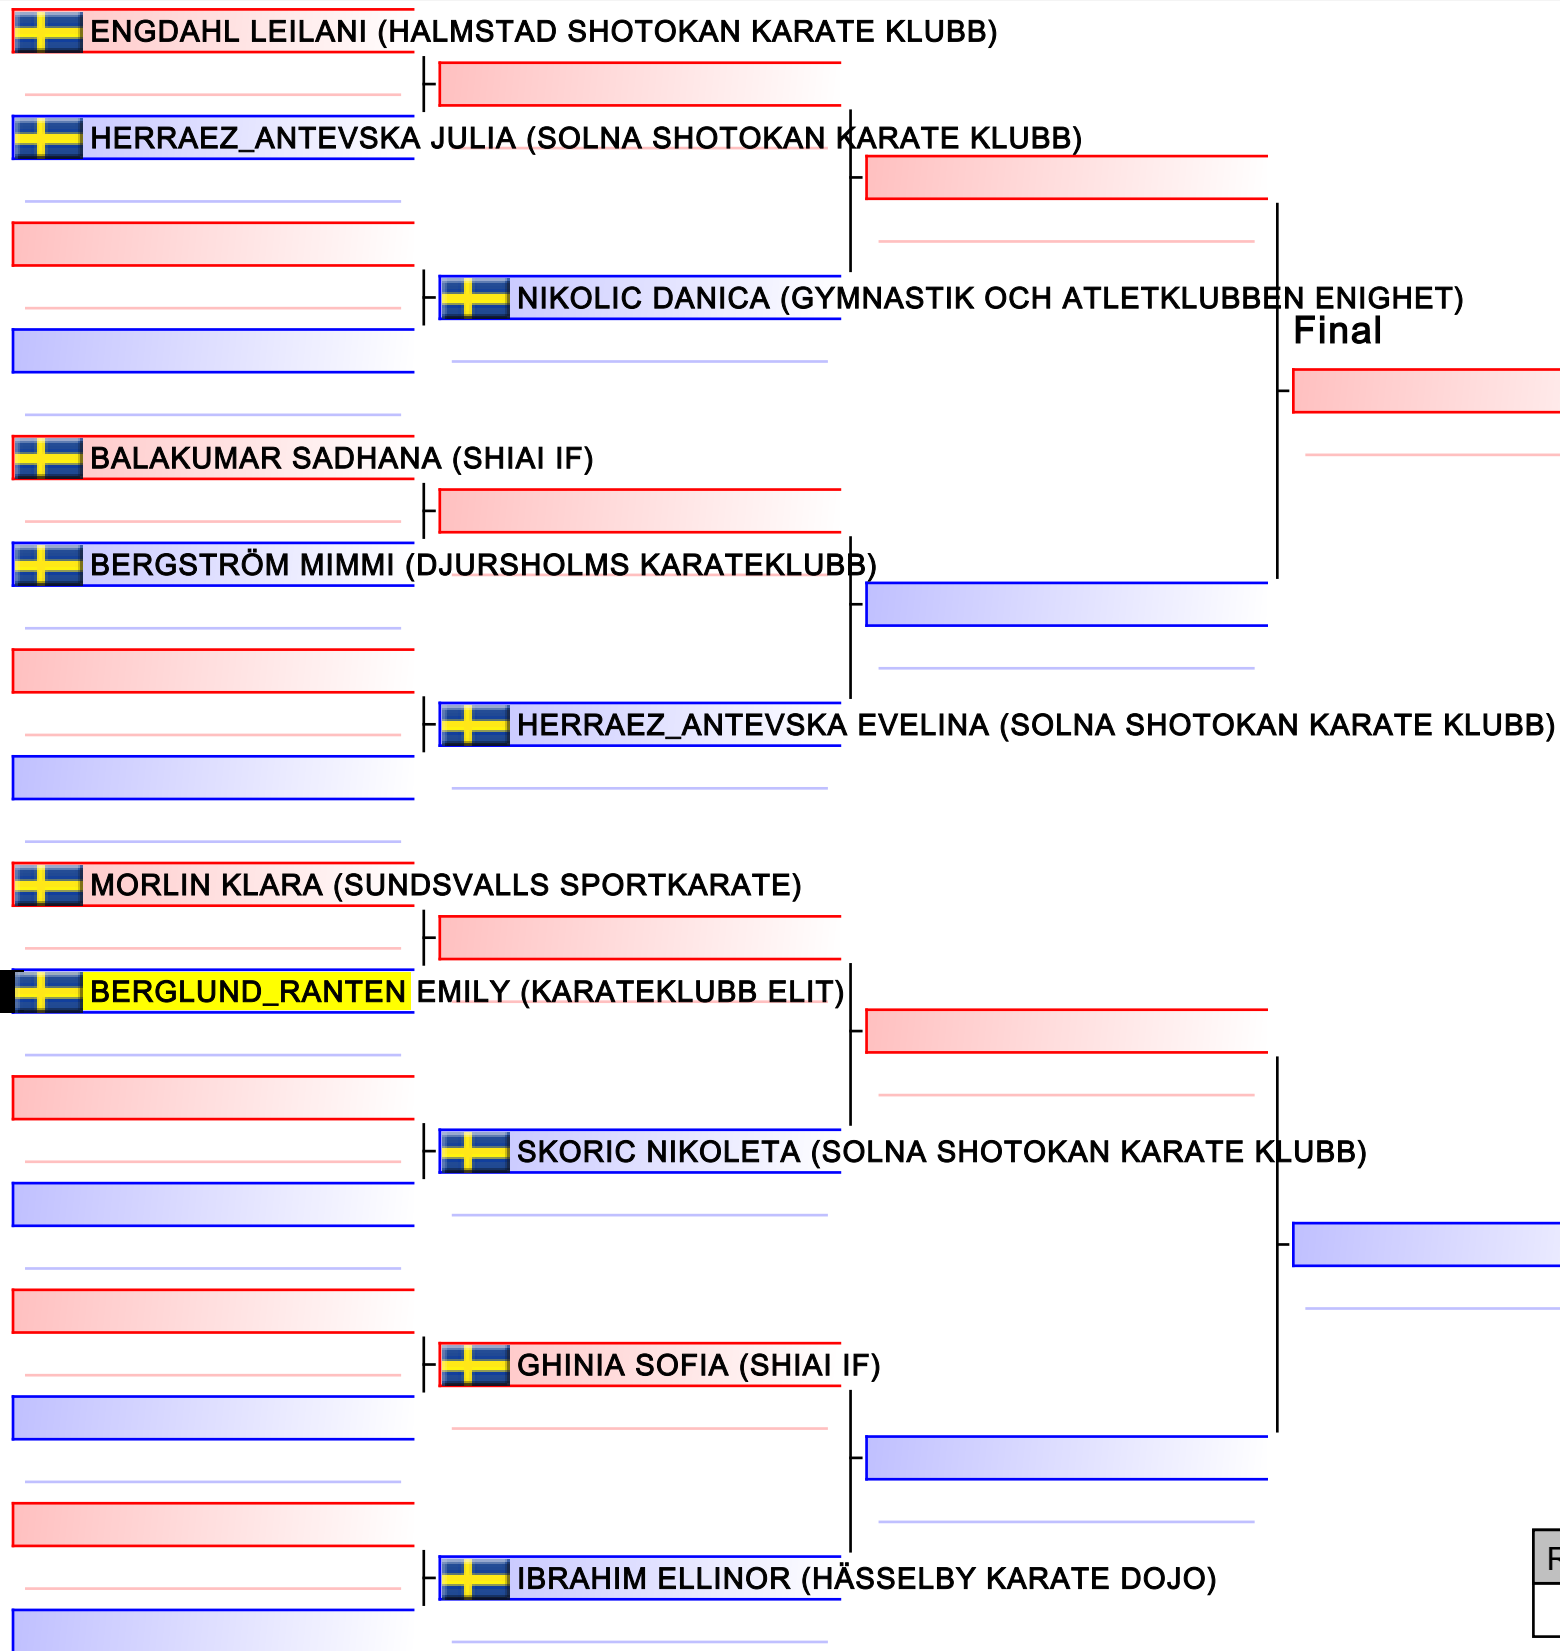 ENGDAHL LEILANI (HALMSTAD SHOTOKAN KARATE KLUBB)
HERRAEZ_ANTEVSKA JULIA (SOLNA SHOTOKAN KARATE KLUBB)
NIKOLIC DANICA (GYMNASTIK OCH ATLETKLUBBEN ENIGHET)
Final
BALAKUMAR SADHANA (SHIAI IF)
BERGSTRÖM MIMMI (DJURSHOLMS KARATEKLUBB)
HERRAEZ_ANTEVSKA EVELINA (SOLNA SHOTOKAN KARATE KLUBB)
MORLIN KLARA (SUNDSVALLS SPORTKARATE)
BERGLUND_RANTEN EMILY (KARATEKLUBB ELIT)
SKORIC NIKOLETA (SOLNA SHOTOKAN KARATE KLUBB)
GHINIA SOFIA (SHIAI IF)
IBRAHIM ELLINOR (HÄSSELBY KARATE DOJO)